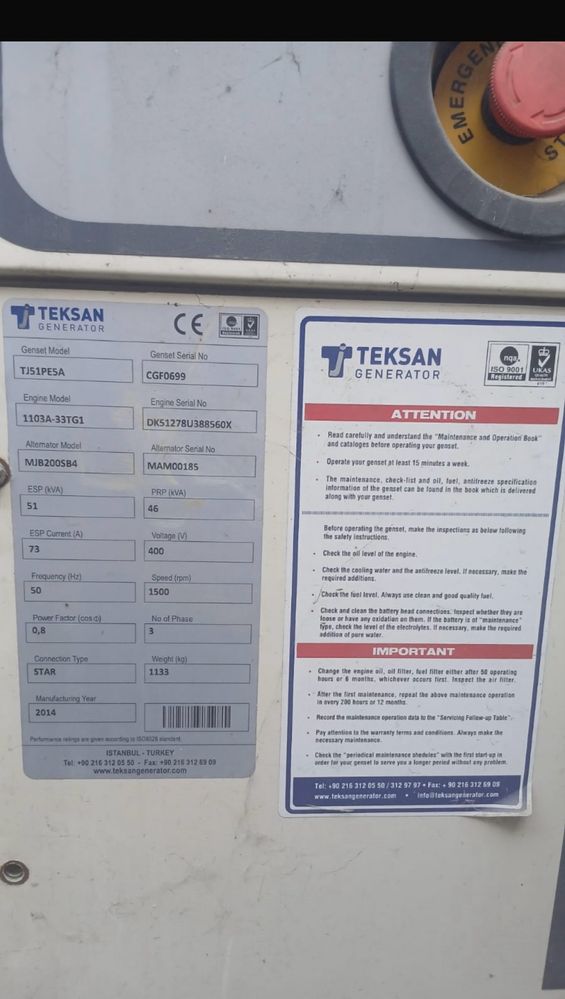 EMERGEN
ST
TEKSAN
GENERATOR
CE
nqa.
ISO 9001
Registered
UKAS
Genset Model
Genset Serial No
TJ51PE5A
CGF0699
Engine Model
Engine Serial No
1103A-33TG1
DK51278U388560X
Alternator Model
Alternator Serial No
MJB200SB4
MAM00185
ESP (kVA)
PRP (kVA)
51
46
ESP Current (A)
Voltage (V)
73
400
Frequency (Hz)
Speed (rpm)
50
1500
Power Factor (cos φ)
No of Phase
0,8
3
Connection Type
Weight (kg)
STAR
1133
Manufacturing Year
2014
Performance ratings are given according to ISO8528 standard.
ISTANBUL - TURKEY
Tel: +90 216 312 05 50 - Fax: +90 216 312 69 09
www.teksangenerator.com
TEKSAN
GENERATOR
nqa.
ISO 9001
Registered
UKAS
ATTENTION
• Read carefully and understand the "Maintenance and Operation Book"
and cataloges before operating your genset.
• Operate your genset at least 15 minutes a week.
• The maintenance, check-list and oil, fuel, antifreeze specification
information of the genset can be found in the book which is delivered
along with your genset.
Before operating the genset, make the inspections as below following
the safety instructions.
• Check the oil level of the engine.
• Check the cooling water and the antifreeze level. If necessary, make the
required additions.
• Check the fuel level. Always use clean and good quality fuel.
• Check and clean the battery head connections. Inspect whether they are
loose or have any oxidation on them. If the battery is of "maintenance"
type, check the level of the electrolytes. If necessary, make the required
addition of pure water.
IMPORTANT
• Change the engine oil, oil filter, fuel filter either after 50 operating
hours or 6 months, whichever occurs first. Inspect the air filter.
• After the first maintenance, repeat the above maintenance operation
in every 200 hours or 12 months.
• Record the maintenance operation data to the "Servicing Follow-up Table".
• Pay attention to the warranty terms and conditions. Always make the
necessary maintenance.
• Check the "periodical maintenance shedules" with the first start-up in
order for your genset to serve you a longer period without any problem.
Tel: +90 216 312 05 50 / 312 97 97 • Fax: + 90 216 312 69 09
www.teksangenerator.com • info@teksangenerator.com